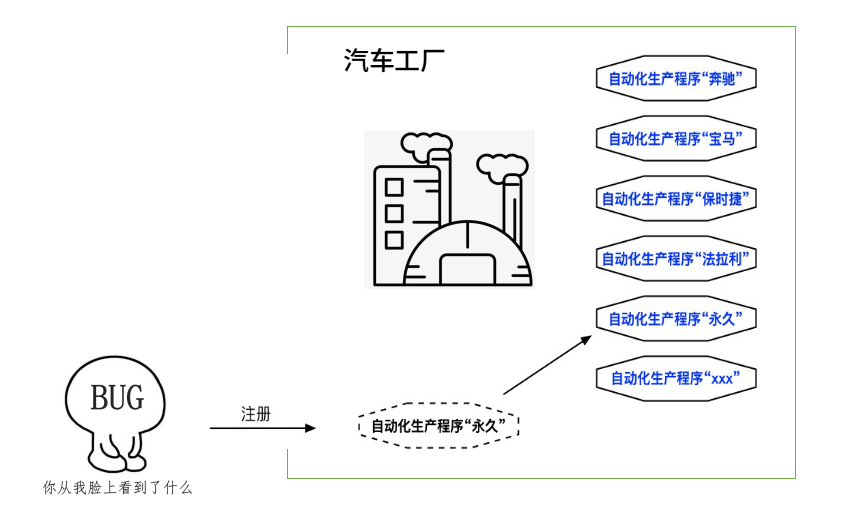 汽车工厂
自动化生产程序“奔驰”
自动化生产程序“宝马”
自动化生产程序“保时捷”
自动化生产程序“法拉利”
自动化生产程序“永久”
自动化生产程序“xxx”
BUG
注册
自动化生产程序“永久”
你从我脸上看到了什么